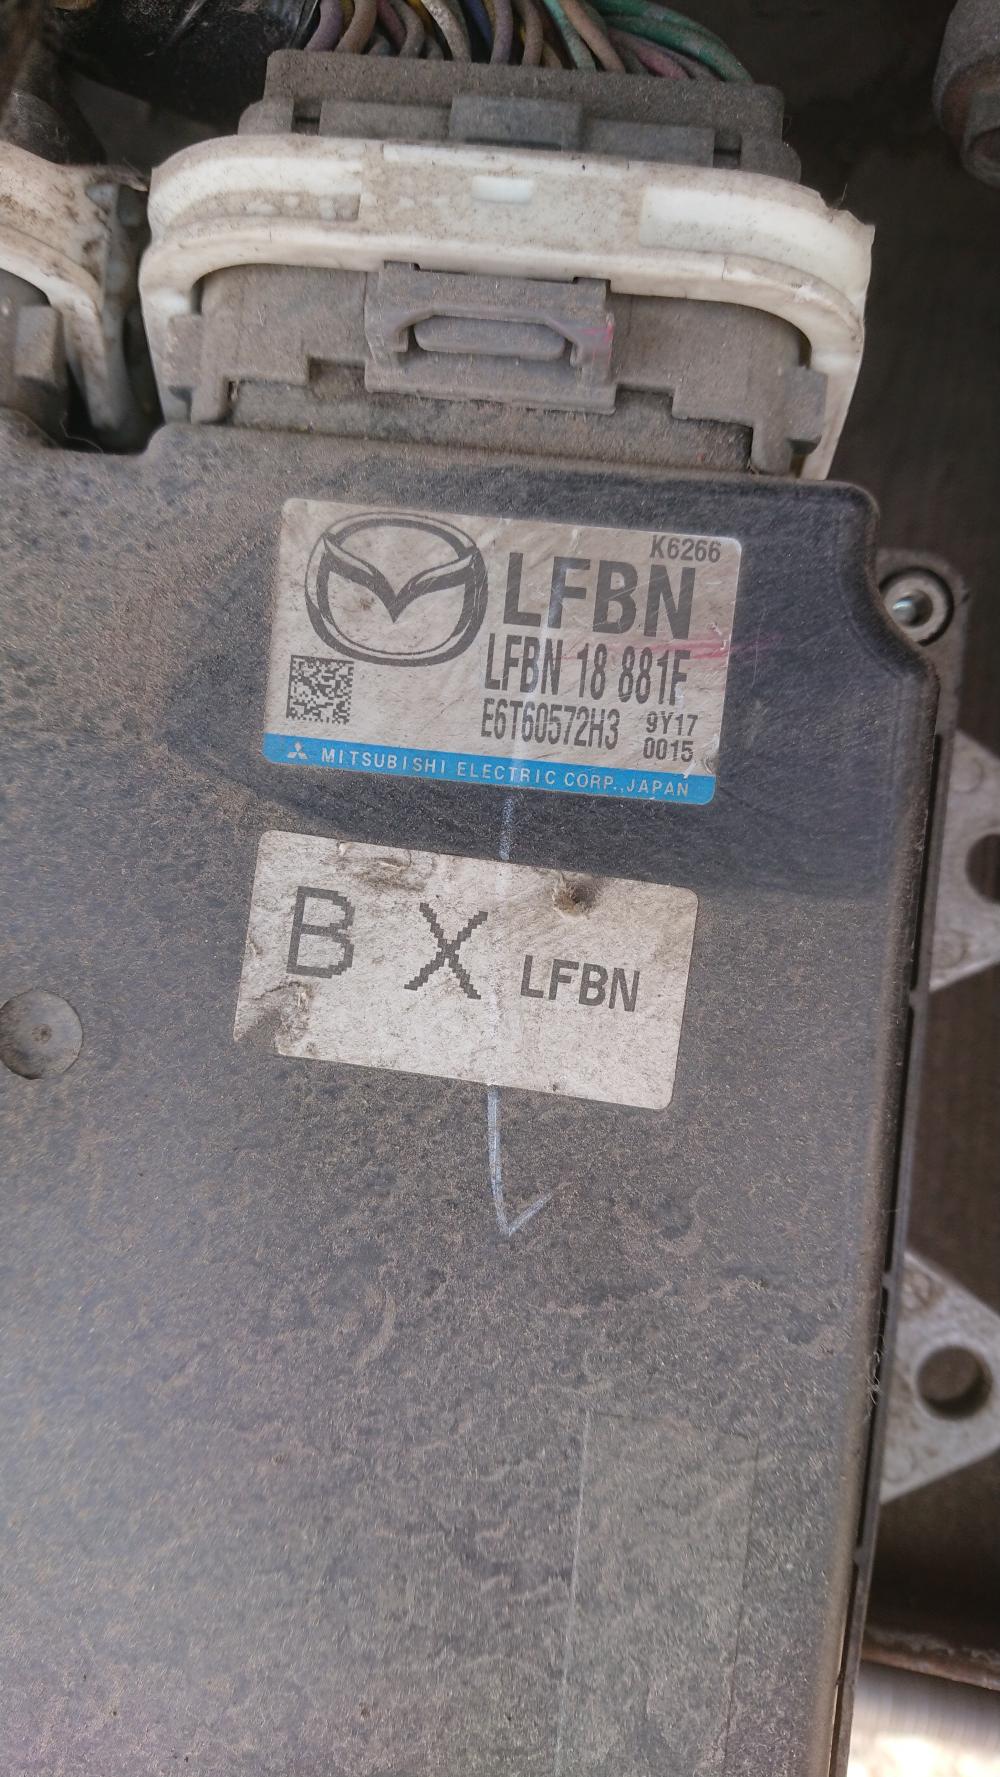 K6266
LFBN
LFBN 18 881F
E6T60572H3 9Y17
0015
MITSUBISHI ELECTRIC CORP., JAPAN
B X LFBN